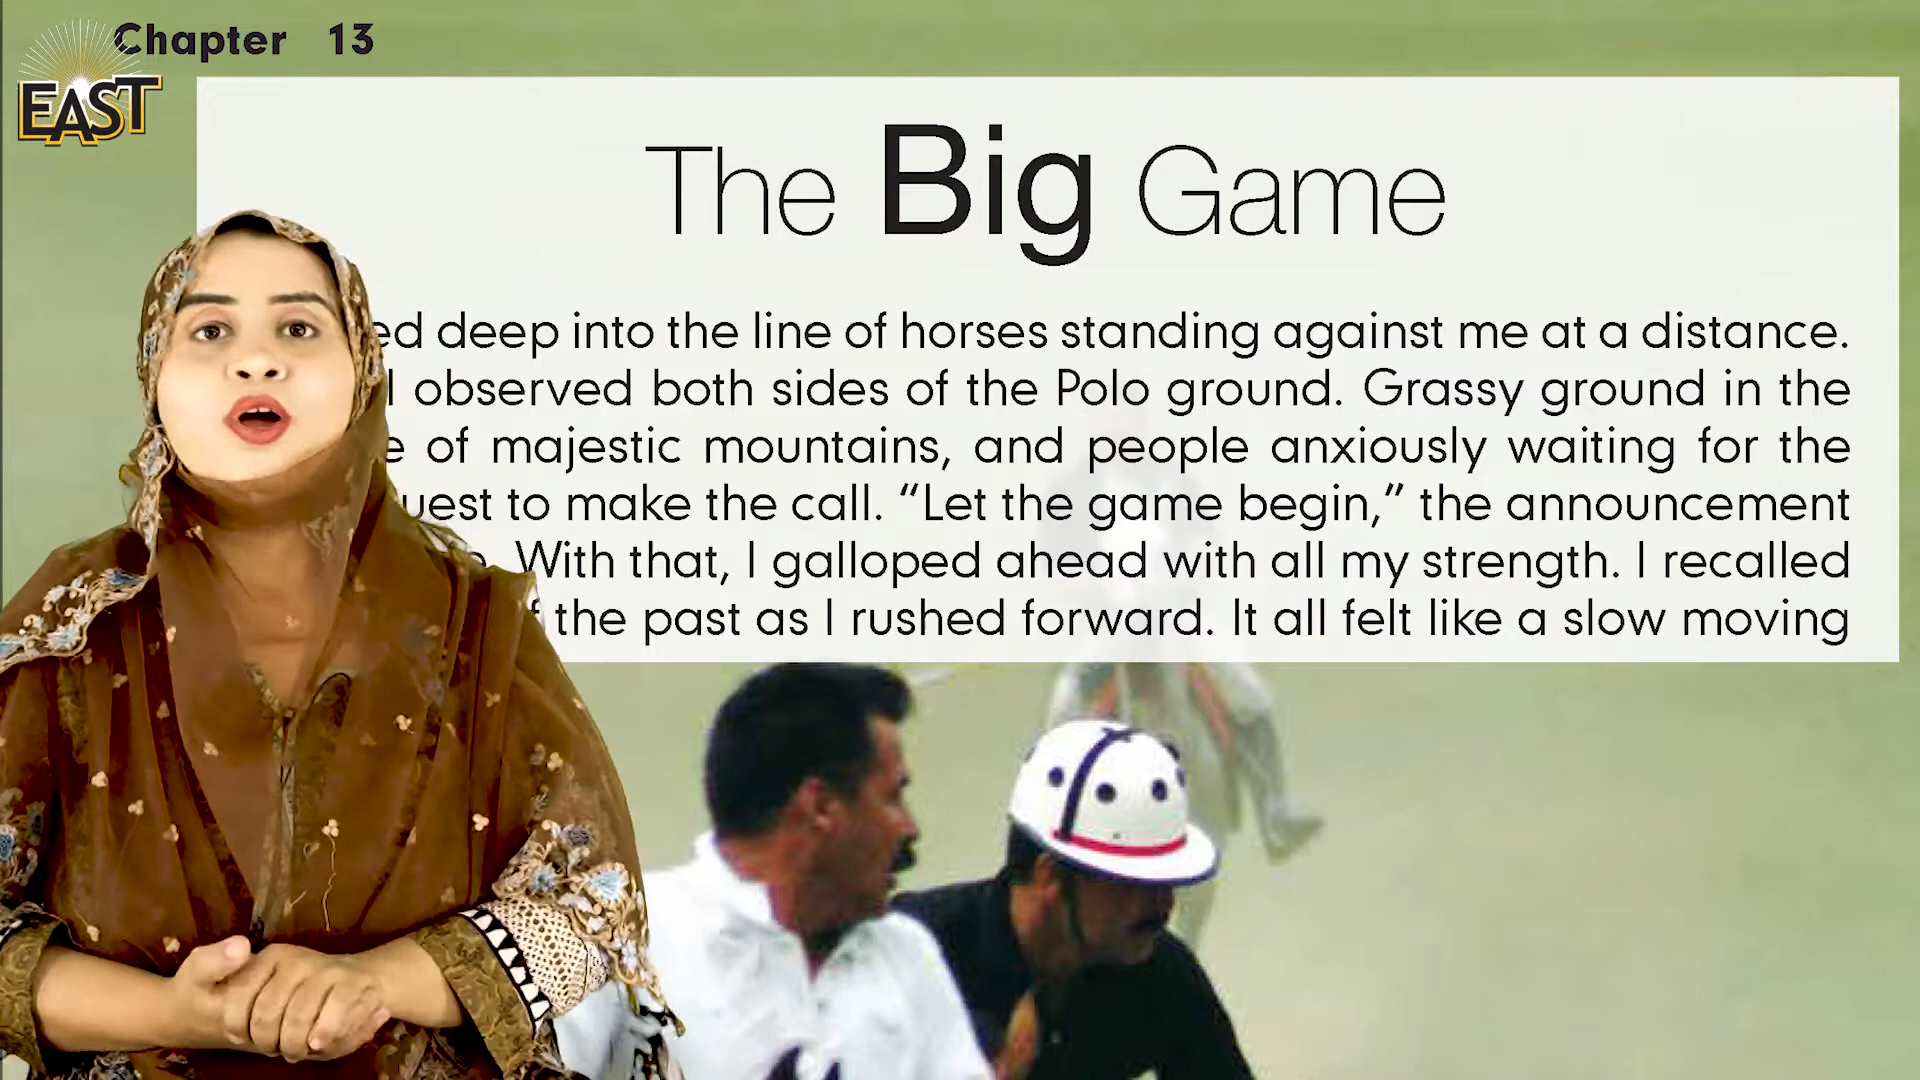 Chapter 13
EAST
The Big Game
deep into the line of horses standing against me at a distance.
I observed both sides of the Polo ground. Grassy ground in the
of majestic mountains, and people anxiously waiting for the
to make the call. “Let the game begin,” the announcement
With that, I galloped ahead with all my strength. I recalled
the past as I rushed forward. It all felt like a slow moving